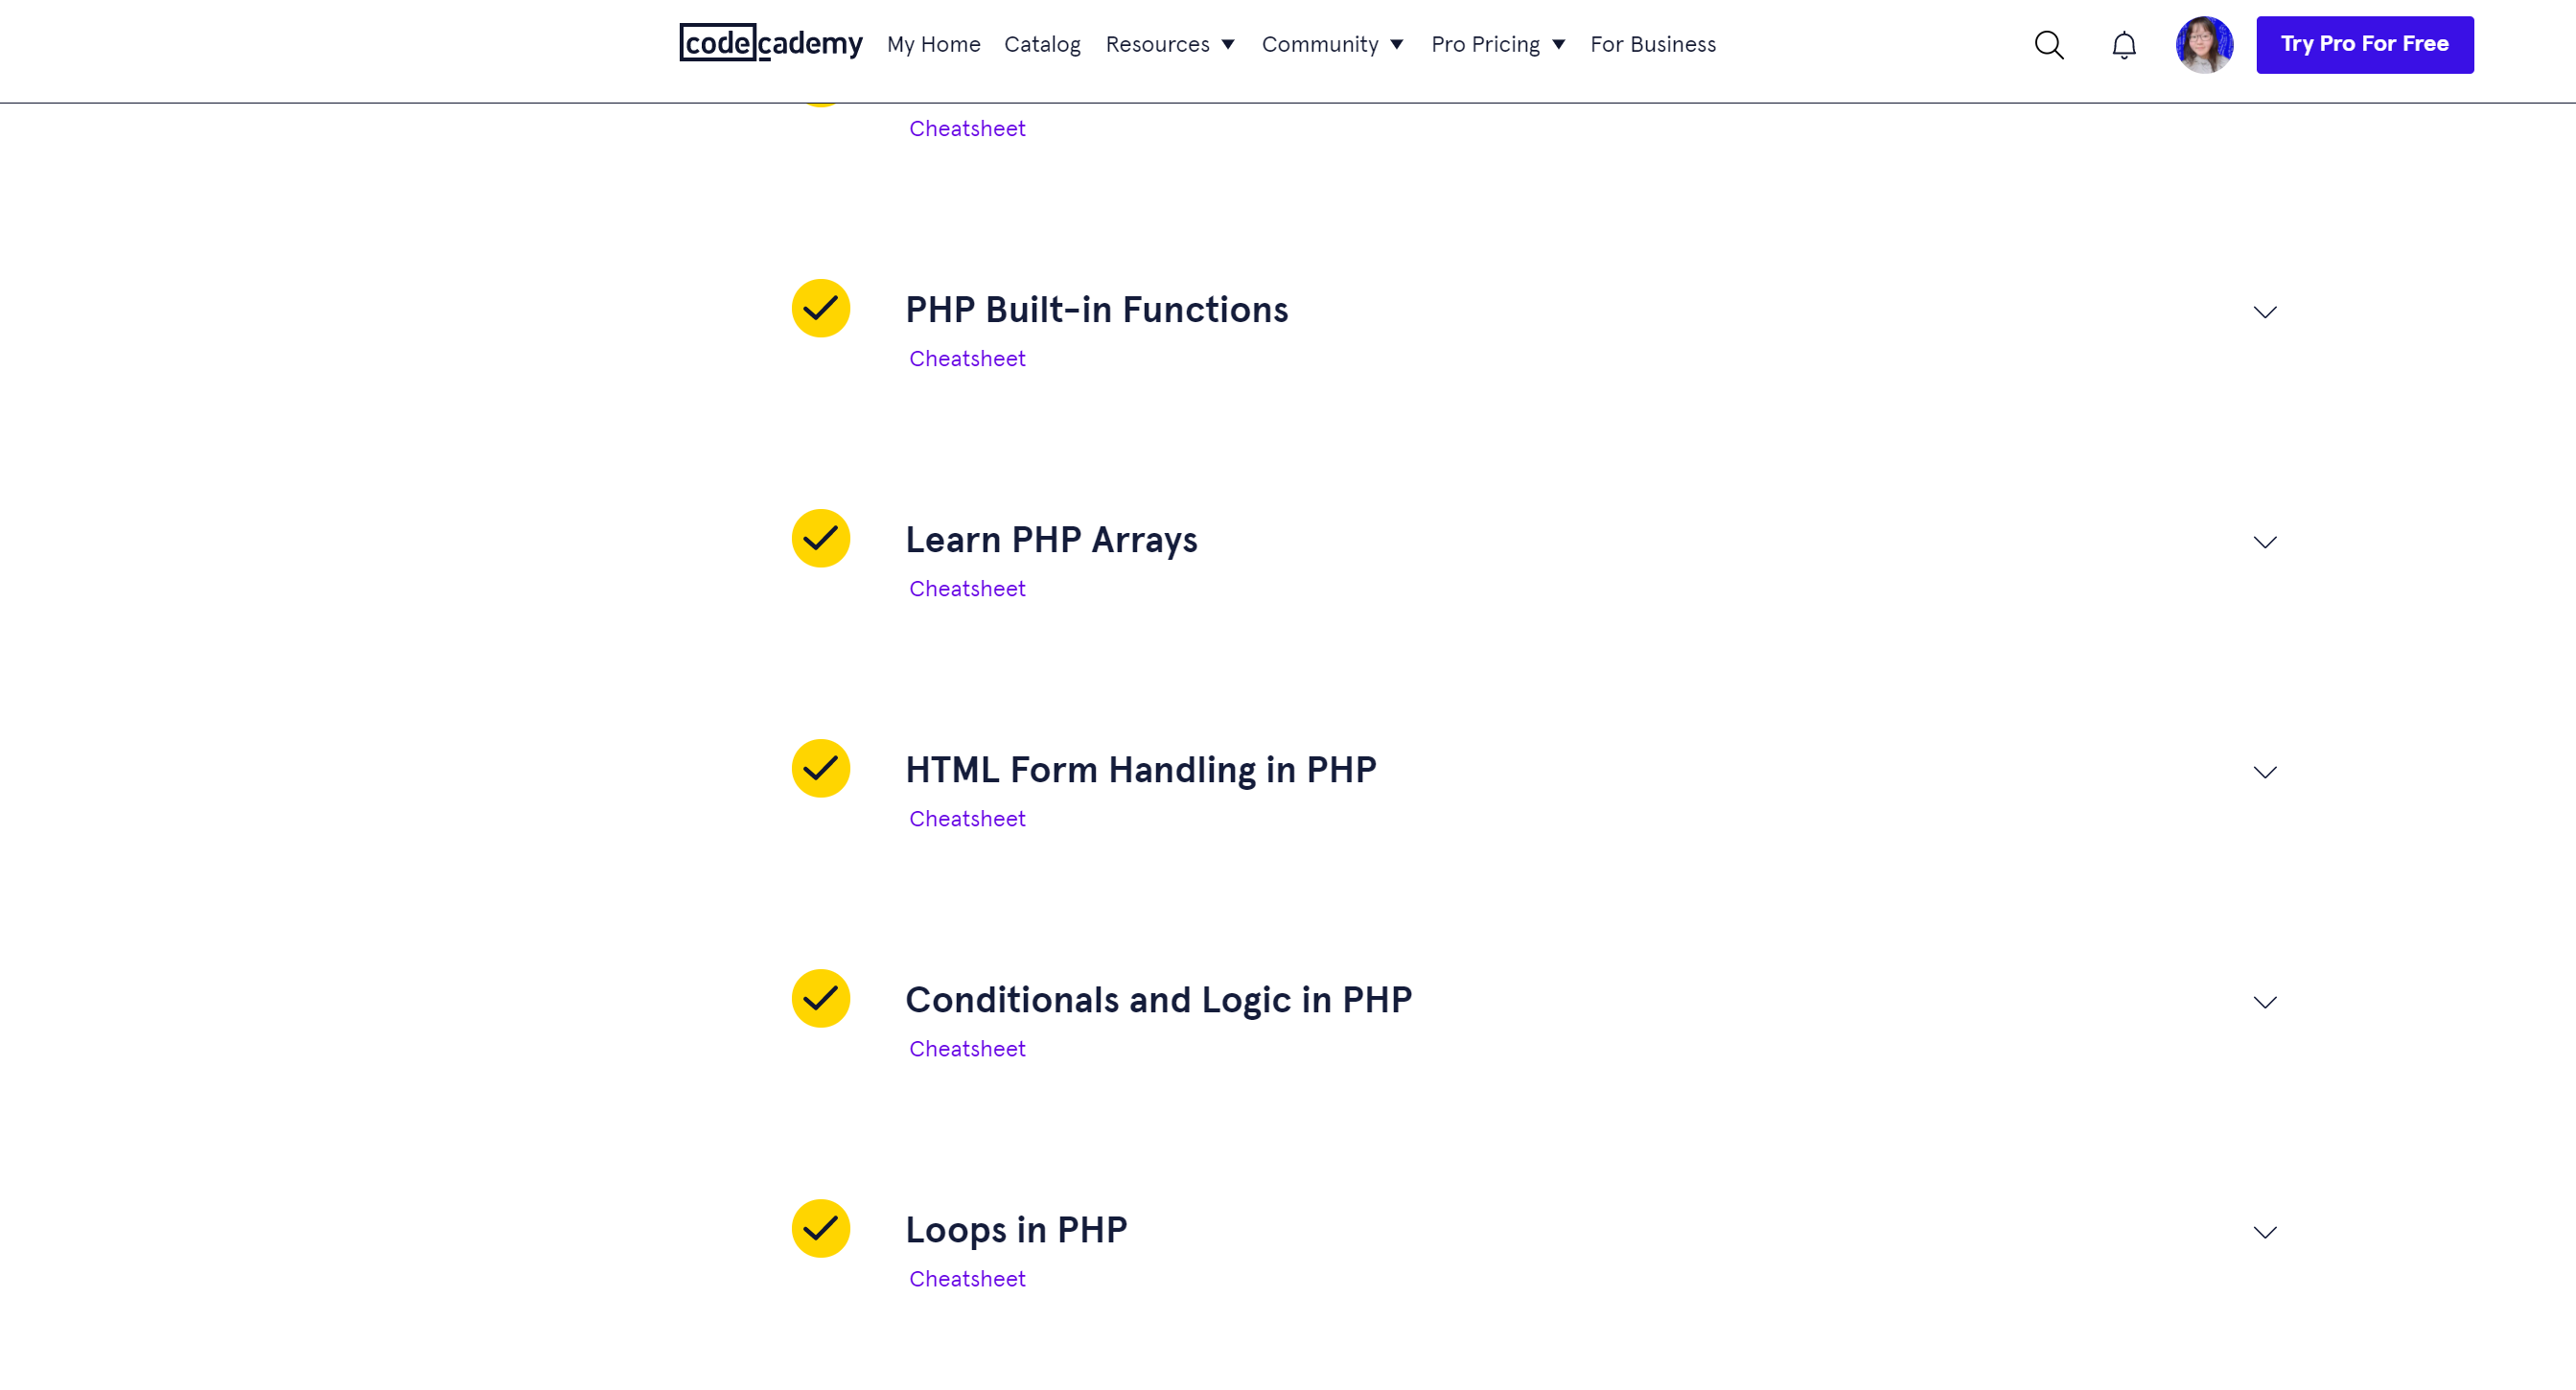 codecademy My Home Catalog Resources Community Pro Pricing For Business Try Pro For Free
Cheatsheet
PHP Built-in Functions
Cheatsheet
Learn PHP Arrays
Cheatsheet
HTML Form Handling in PHP
Cheatsheet
Conditionals and Logic in PHP
Cheatsheet
Loops in PHP
Cheatsheet